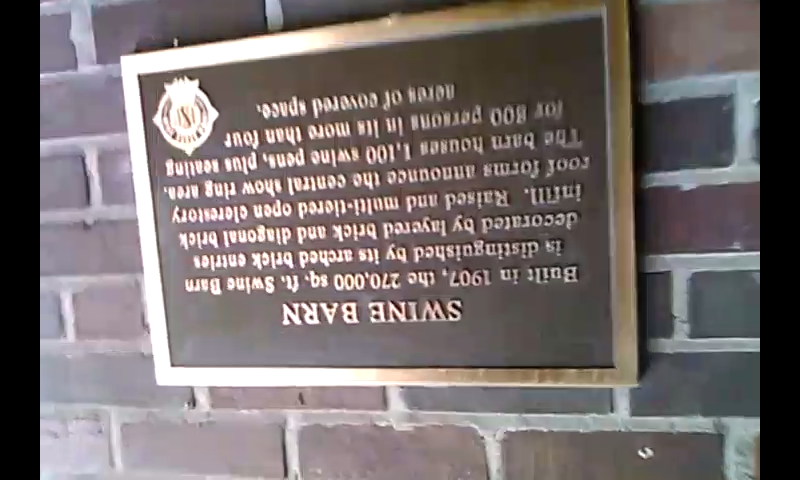 SWINE BARN
Built in 1907, the 270,000 sq. ft. Swine Barn
is distinguished by its arched brick entries
decorated by layered brick and diagonal brick
infill. Raised and multi-tiered open clerestory
roof forms announce the central show ring area.
The barn houses 1,100 swine pens, plus seating
for 800 persons in its more than four
acres of covered space.